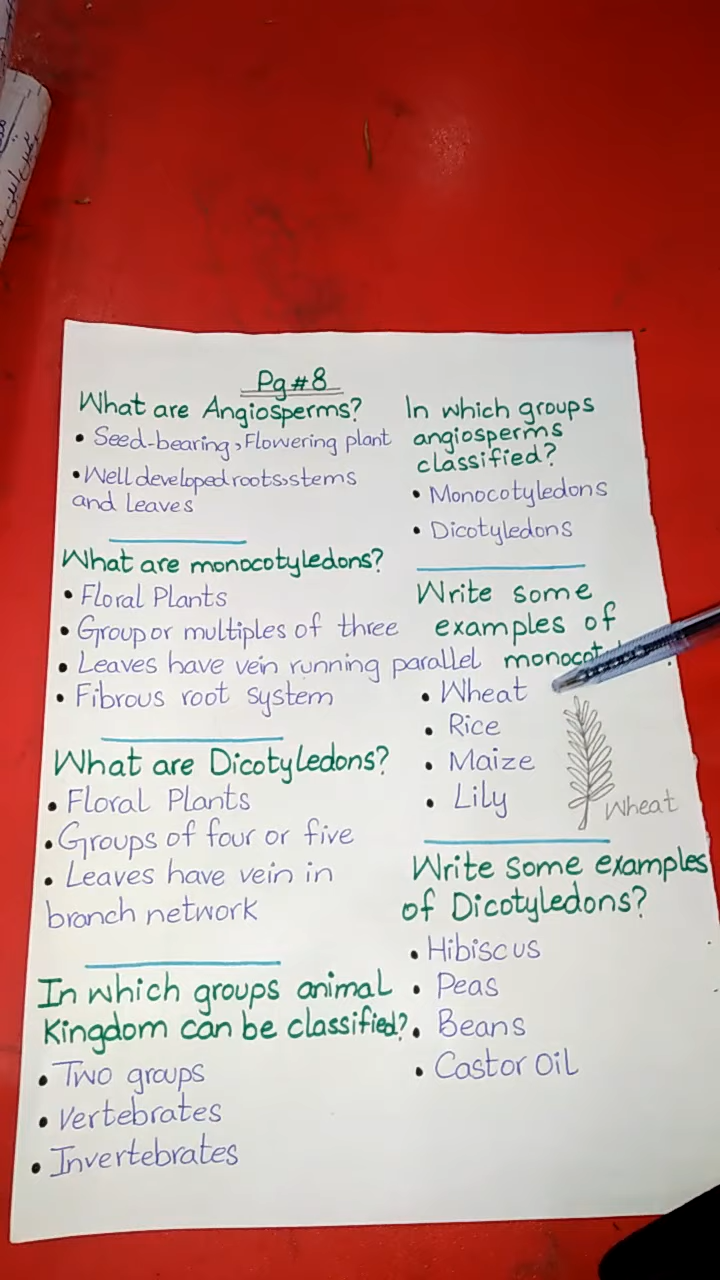 Pg#8
What are Angiosperms?
• Seed-bearing, Flowering plant
• Well developed roots, stems
and leaves
What are monocotyledons?
• Floral Plants
• Group or multiples of three
• Leaves have vein running parallel
• Fibrous root system
What are Dicotyledons?
• Floral Plants
• Groups of four or five
• Leaves have vein in
branch network
In which groups animal
Kingdom can be classified?
• Two groups
• Vertebrates
• Invertebrates
In which groups
angiosperms
classified?
• Monocotyledons
• Dicotyledons
Write some
examples of
• Wheat
• Rice
• Maize
• Lily
Wheat
Write some examples
of Dicotyledons?
• Hibiscus
• Peas
• Beans
• Castor Oil